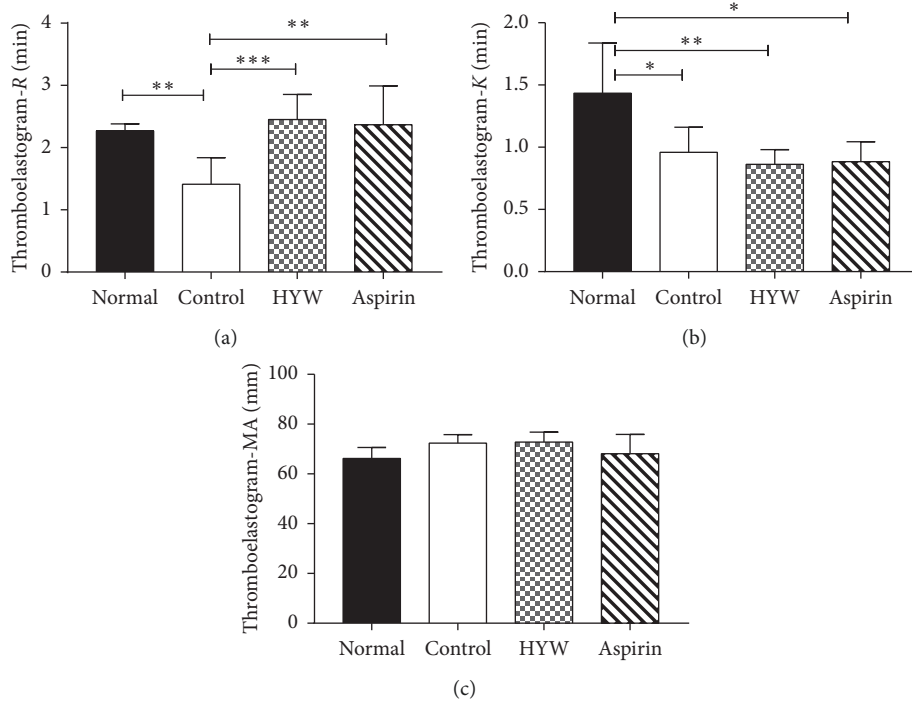 Thromboelastogram-R (min)
4
3
2
1
0
**
***
**
Normal Control HYW Aspirin
(a)
Thromboelastogram-K (min)
2.0
1.5
1.0
0.5
0.0
*
**
*
Normal Control HYW Aspirin
(b)
Thromboelastogram-MA (mm)
100
80
60
40
20
0
Normal Control HYW Aspirin
(c)